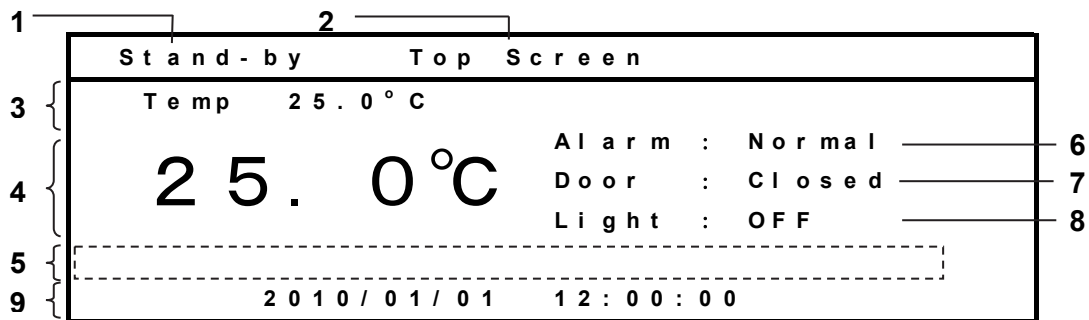 1 2
Stand-by Top Screen
3 Temp 25.0°C
Alarm : Normal 6
4 25.0℃ Door : Closed 7
Light : OFF 8
5
9 2010/01/01 12:00:00